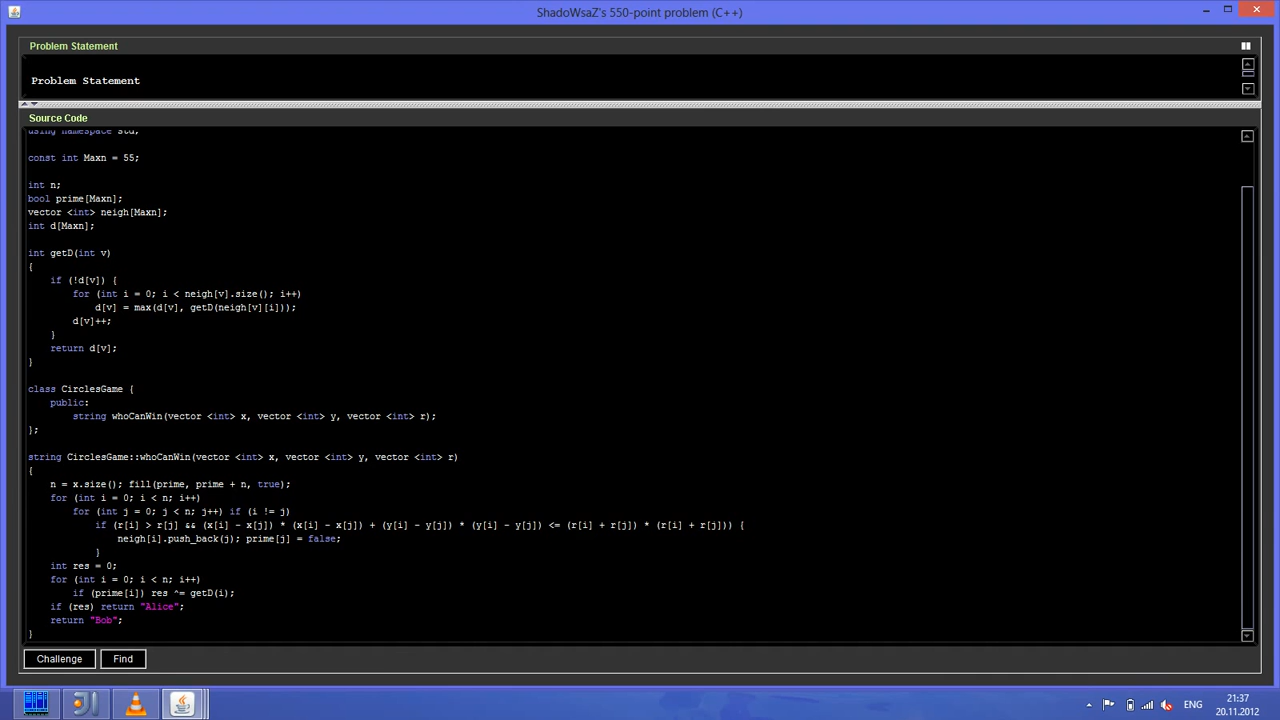 ShadoWsaZ's 550-point problem (C++)
Problem Statement
Problem Statement
Source Code
using namespace std;
const int Maxn = 55;
int n;
bool prime[Maxn];
vector <int> neigh[Maxn];
int d[Maxn];
int getD(int v)
{
if (!d[v]) {
for (int i = 0; i < neigh[v].size(); i++)
d[v] = max(d[v], getD(neigh[v][i]));
d[v]++;
}
return d[v];
}
class CirclesGame {
public:
string whoCanWin(vector <int> x, vector <int> y, vector <int> r);
};
string CirclesGame::whoCanWin(vector <int> x, vector <int> y, vector <int> r)
{
n = x.size(); fill(prime, prime + n, true);
for (int i = 0; i < n; i++)
for (int j = 0; j < n; j++) if (i != j)
if (r[i] > r[j] && (x[i] - x[j]) * (x[i] - x[j]) + (y[i] - y[j]) * (y[i] - y[j]) <= (r[i] + r[j]) * (r[i] + r[j])) {
neigh[i].push_back(j); prime[j] = false;
}
int res = 0;
for (int i = 0; i < n; i++)
if (prime[i]) res ^= getD(i);
if (res) return "Alice";
return "Bob";
}
Challenge
Find
ENG
21:37
20.11.2012